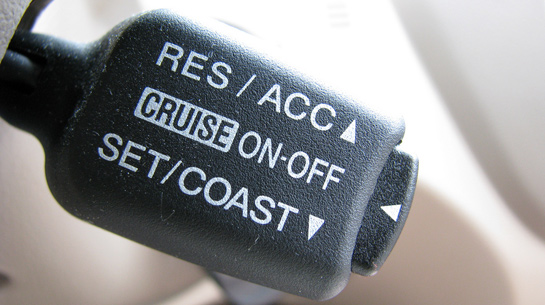 RES / ACC ▲
CRUISE ON-OFF
SET/COAST ▼